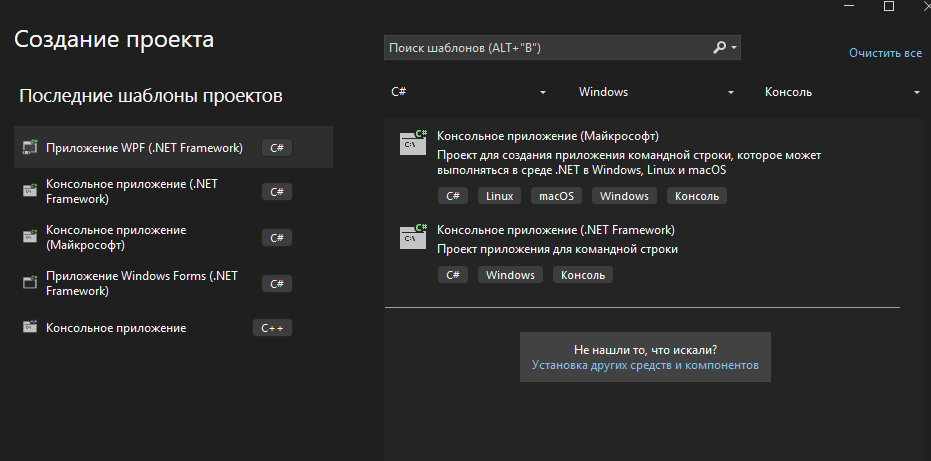 Создание проекта
Последние шаблоны проектов
Приложение WPF (.NET Framework)
C#
Консольное приложение (.NET
Framework)
C#
Консольное приложение
(Майкрософт)
C#
Приложение Windows Forms (.NET
Framework)
C#
Консольное приложение
C++
Поиск шаблонов (ALT+"В")
Очистить все
C#
Windows
Консоль
Консольное приложение (Майкрософт)
Проект для создания приложения командной строки, которое может
выполняться в среде .NET в Windows, Linux и macOS
C#
Linux
macOS
Windows
Консоль
Консольное приложение (.NET Framework)
Проект приложения для командной строки
C#
Windows
Консоль
Не нашли то, что искали?
Установка других средств и компонентов